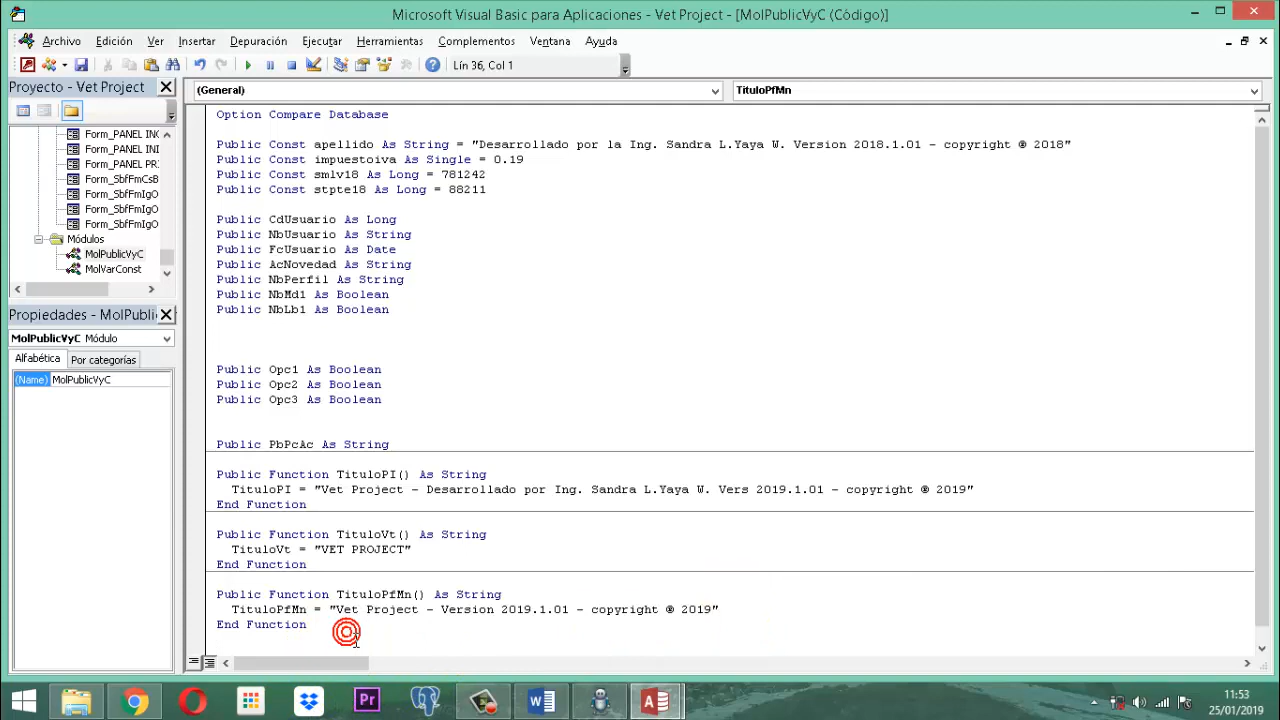 Microsoft Visual Basic para Aplicaciones - Vet Project - [MolPublicVyC (Código)]
Archivo Edición Ver Insertar Depuración Ejecutar Herramientas Complementos Ventana Ayuda
Lín 36, Col 1
Proyecto - Vet Project
(General)
TituloPfMn
Form_PANEL INI
Form_PANEL PR
Form_SbfFmCsB
Form_SbfFmIgO
Form_SbfFmIgO
Form_SbfFmIgO
Módulos
MolPublicVyC
MolVarConst
Propiedades - MolPubli
MolPublicVyC Módulo
Alfabética Por categorías
(Name) MolPublicVyC
Option Compare Database
Public Const apellido As String = "Desarrollado por la Ing. Sandra L.Yaya W. Version 2018.1.01 - copyright ® 2018"
Public Const impuestoiva As Single = 0.19
Public Const smlv18 As Long = 781242
Public Const stpte18 As Long = 88211
Public CdUsuario As Long
Public NbUsuario As String
Public FcUsuario As Date
Public AcNovedad As String
Public NbPerfil As String
Public NbMd1 As Boolean
Public NbLb1 As Boolean
Public Opc1 As Boolean
Public Opc2 As Boolean
Public Opc3 As Boolean
Public PbPcAc As String
Public Function TituloPI() As String
TituloPI = "Vet Project - Desarrollado por Ing. Sandra L.Yaya W. Vers 2019.1.01 - copyright ® 2019"
End Function
Public Function TituloVt() As String
TituloVt = "VET PROJECT"
End Function
Public Function TituloPfMn() As String
TituloPfMn = "Vet Project - Version 2019.1.01 - copyright ® 2019"
End Function
Pr
11:53
25/01/2019